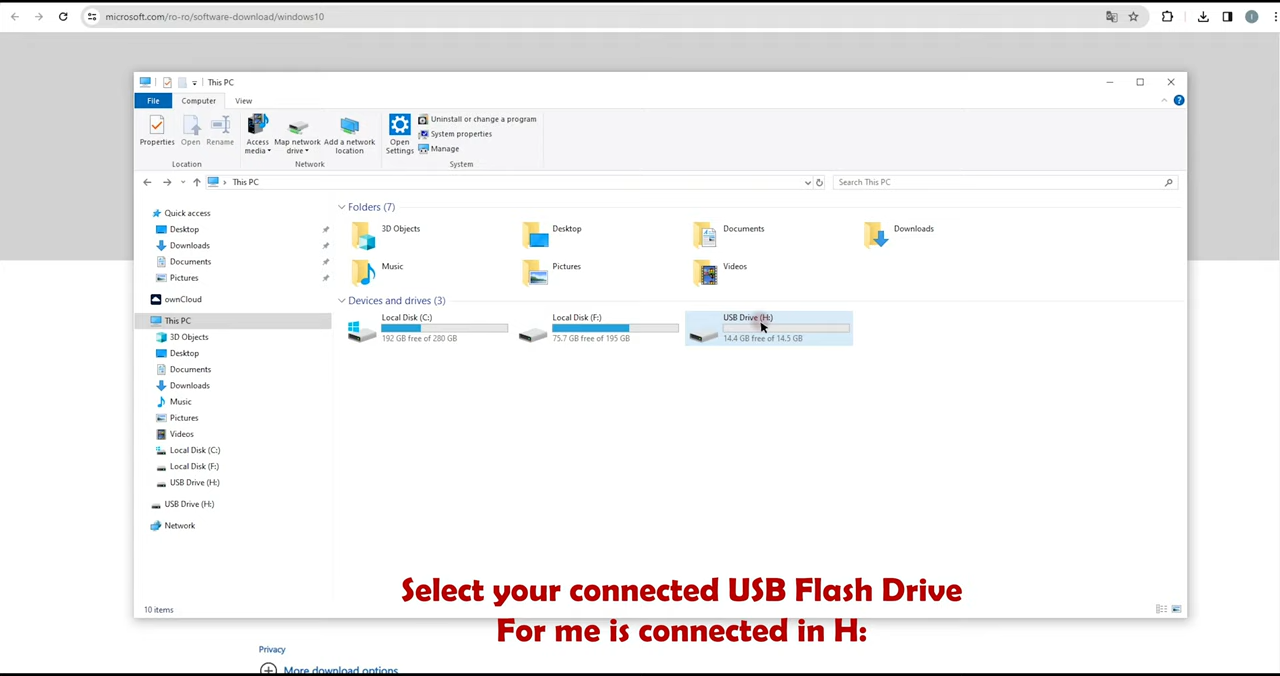 microsoft.com/ro-ro/software-download/windows10
This PC
File Computer View
Properties Open Rename Access media Map network drive Add a network location Open Settings
Uninstall or change a program
System properties
Manage
Location Network System
This PC
Search This PC
Quick access
Desktop
Downloads
Documents
Pictures
ownCloud
This PC
3D Objects
Desktop
Documents
Downloads
Music
Pictures
Videos
Local Disk (C:)
Local Disk (F:)
USB Drive (H:)
USB Drive (H:)
Network
Folders (7)
3D Objects Desktop Documents Downloads
Music Pictures Videos
Devices and drives (3)
Local Disk (C:) Local Disk (F:) USB Drive (H:)
192 GB free of 280 GB 75.7 GB free of 195 GB 14.4 GB free of 14.5 GB
Select your connected USB Flash Drive
For me is connected in H:
10 items
Privacy
More download options